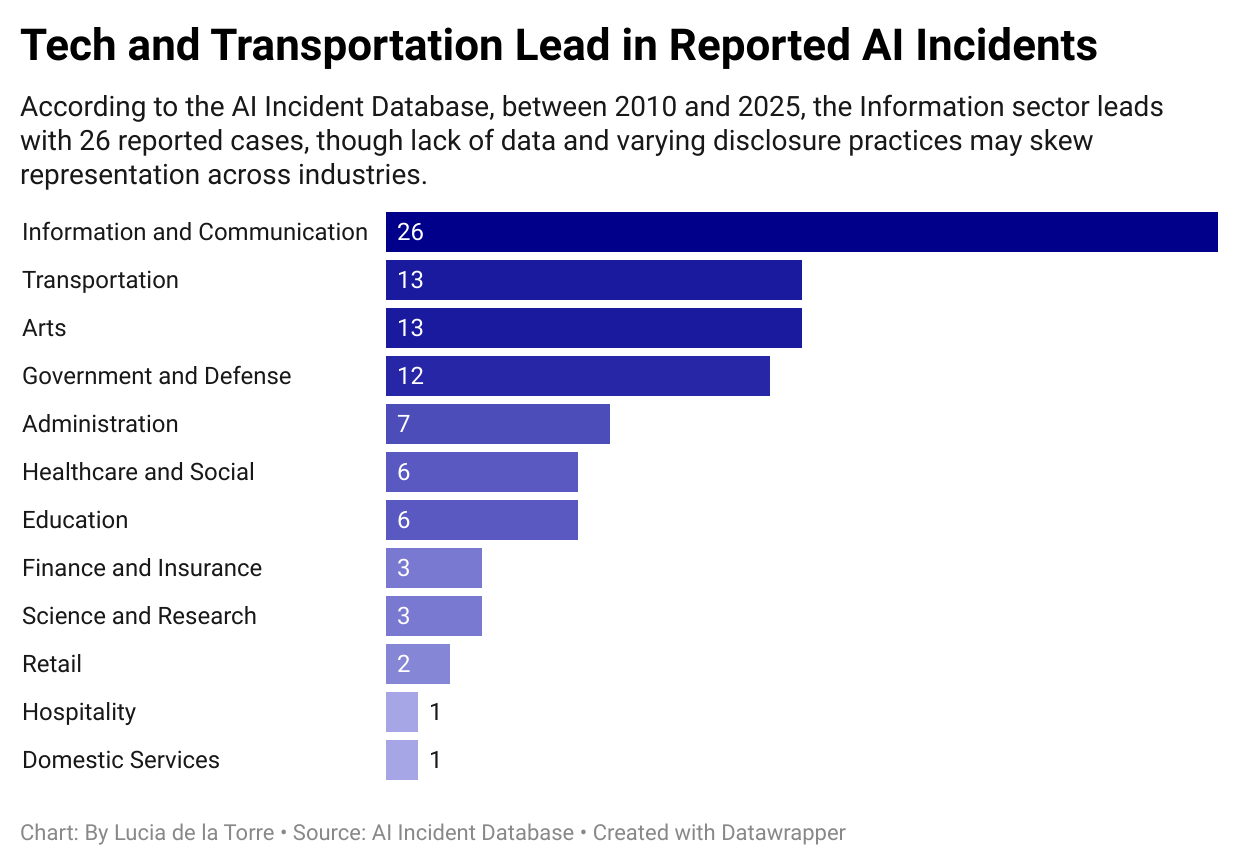 Tech and Transportation Lead in Reported AI Incidents
According to the AI Incident Database, between 2010 and 2025, the Information sector leads
with 26 reported cases, though lack of data and varying disclosure practices may skew
representation across industries.
Information and Communication 26
Transportation 13
Arts 13
Government and Defense 12
Administration 7
Healthcare and Social 6
Education 6
Finance and Insurance 3
Science and Research 3
Retail 2
Hospitality 1
Domestic Services 1
Chart: By Lucia de la Torre • Source: AI Incident Database • Created with Datawrapper